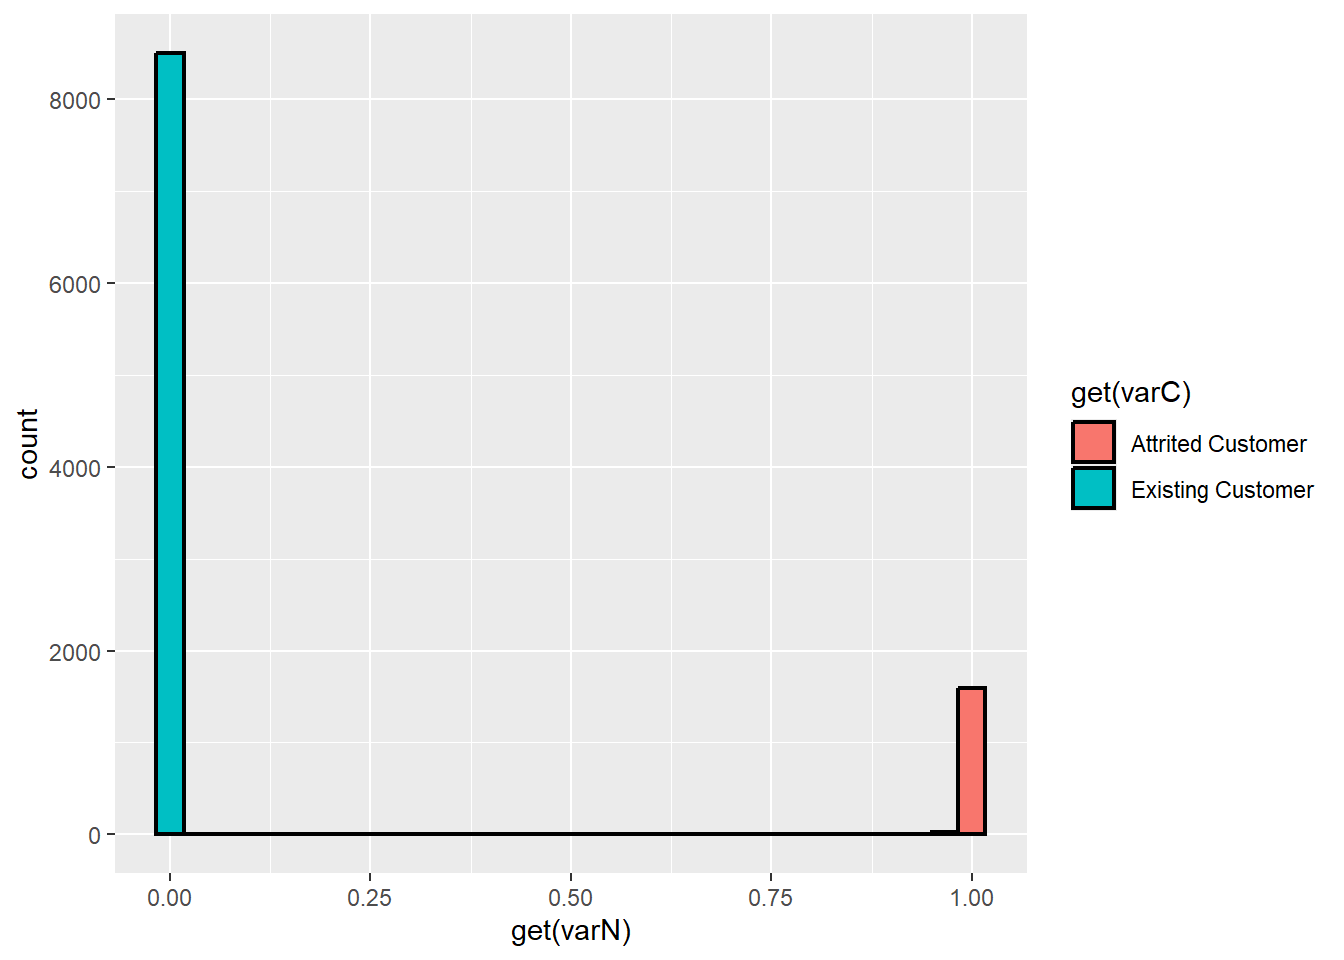 8000
6000
4000
2000
0
count
0.00 0.25 0.50 0.75 1.00
get(varN)
get(varC)
Attrited Customer
Existing Customer